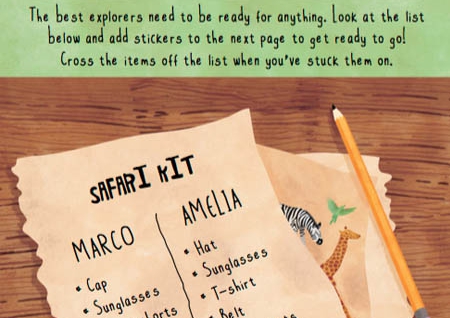 The best explorers need to be ready for anything. Look at the list
below and add stickers to the next page to get ready to go!
Cross the items off the list when you've stuck them on.
SAFARI KIT
MARCO
• Cap
• Sunglasses
AMELIA
• Hat
• Sunglasses
• T-shirt
• Belt